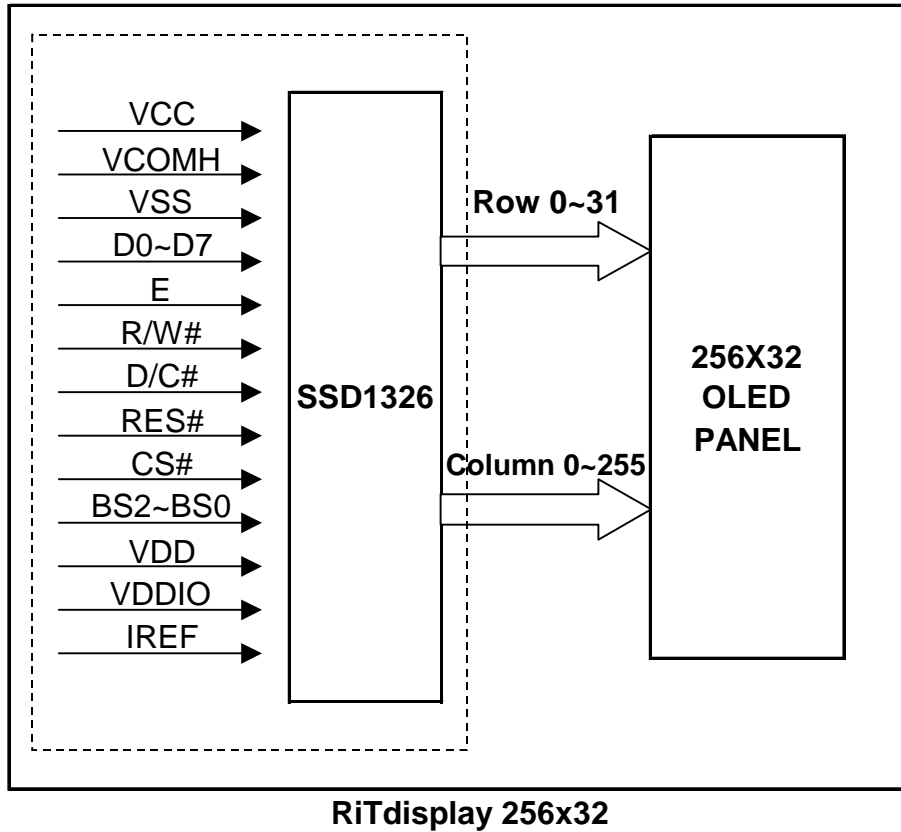 VCC
VCOMH
VSS
D0~D7
E
R/W#
D/C#
RES#
CS#
BS2~BS0
VDD
VDDIO
IREF
SSD1326
Row 0~31
Column 0~255
256X32
OLED
PANEL
RiTdisplay 256x32